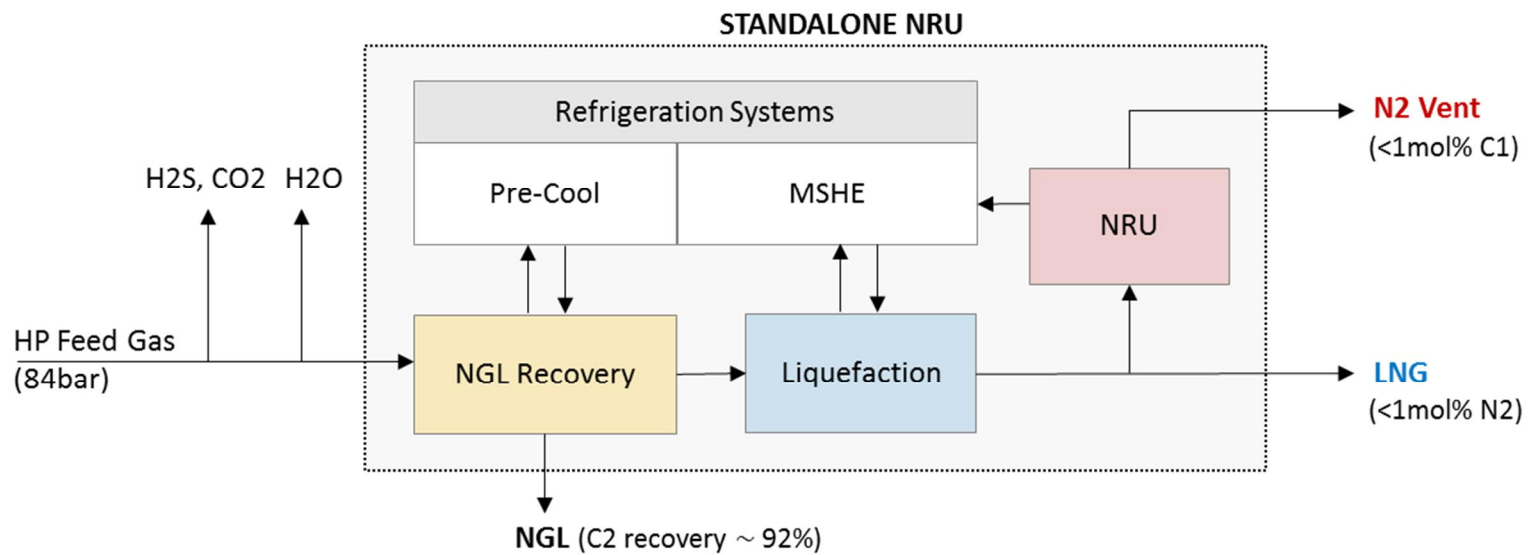 STANDALONE NRU
Refrigeration Systems
Pre-Cool
MSHE
N2 Vent
(<1mol% C1)
H2S, CO2
H2O
NRU
HP Feed Gas
(84bar)
NGL Recovery
Liquefaction
LNG
(<1mol% N2)
NGL (C2 recovery ~ 92%)